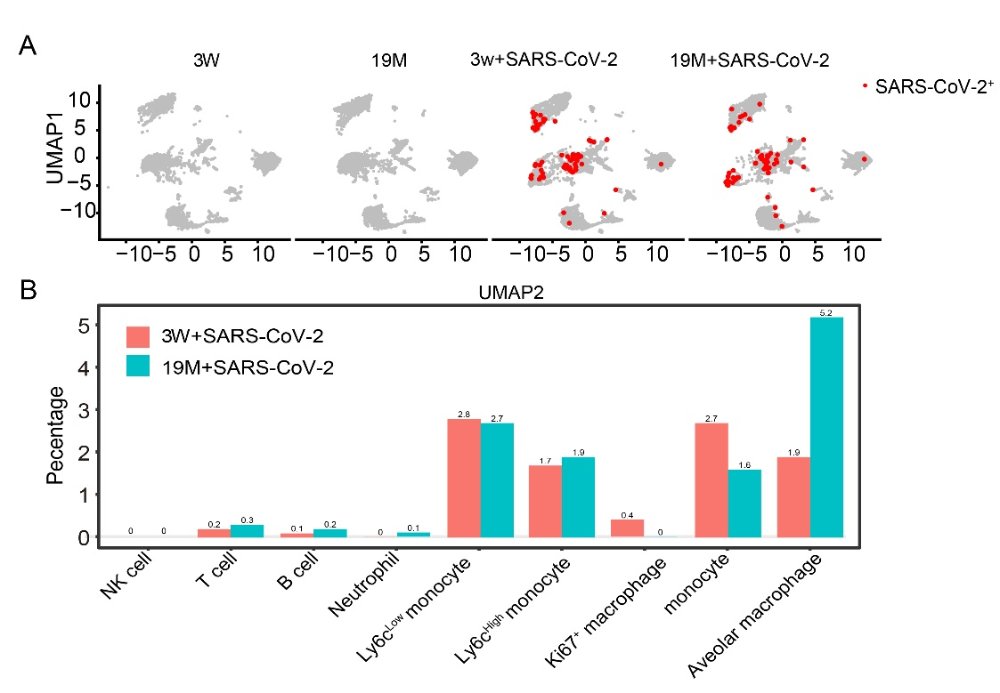 A
3W
19M
3w+SARS-CoV-2
19M+SARS-CoV-2
SARS-CoV-2+
UMAP1
10
5
0
−5
−10
−10 −5 0 5 10
−10 −5 0 5 10
−10 −5 0 5 10
−10 −5 0 5 10
UMAP2
B
3W+SARS-CoV-2
19M+SARS-CoV-2
Pecentage
5
4
3
2
1
0
0 0
0.2 0.3
0.1 0.2
0 0.1
2.8 2.7
1.7 1.9
0.4 0
2.7 1.6
1.9 5.2
NK cell
T cell
B cell
Neutrophil
Ly6cLow monocyte
Ly6cHigh monocyte
Ki67+ macrophage
monocyte
Aveolar macrophage